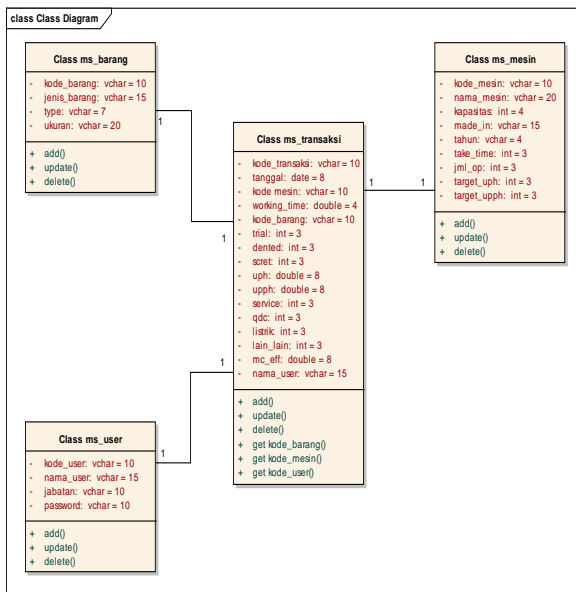 class Class Diagram
Class ms_barang
- kode_barang: vchar = 10
- jenis_barang: vchar = 15
- type: vchar = 7
- ukuran: vchar = 20
+ add()
+ update()
+ delete()
1
Class ms_transaksi
- kode_transaksi: vchar = 10
- tanggal: date = 8
- kode mesin: vchar = 10
- working_time: double = 4
- kode_barang: vchar = 10
- trial: int = 3
- dented: int = 3
- scret: int = 3
- uph: double = 8
- upph: double = 8
- service: int = 3
- qdc: int = 3
- listrik: int = 3
- lain_lain: int = 3
- mc_eff: double = 8
- nama_user: vchar = 15
+ add()
+ update()
+ delete()
+ get kode_barang()
+ get kode_mesin()
+ get kode_user()
1
1
1
Class ms_mesin
- kode_mesin: vchar = 10
- nama_mesin: vchar = 20
- kapasitas: int = 4
- made_in: vchar = 15
- tahun: vchar = 4
- take_time: int = 3
- jml_op: int = 3
- target_uph: int = 3
- target_upph: int = 3
+ add()
+ update()
+ delete()
1
Class ms_user
- kode_user: vchar = 10
- nama_user: vchar = 15
- jabatan: vchar = 10
- password: vchar = 10
+ add()
+ update()
+ delete()
1